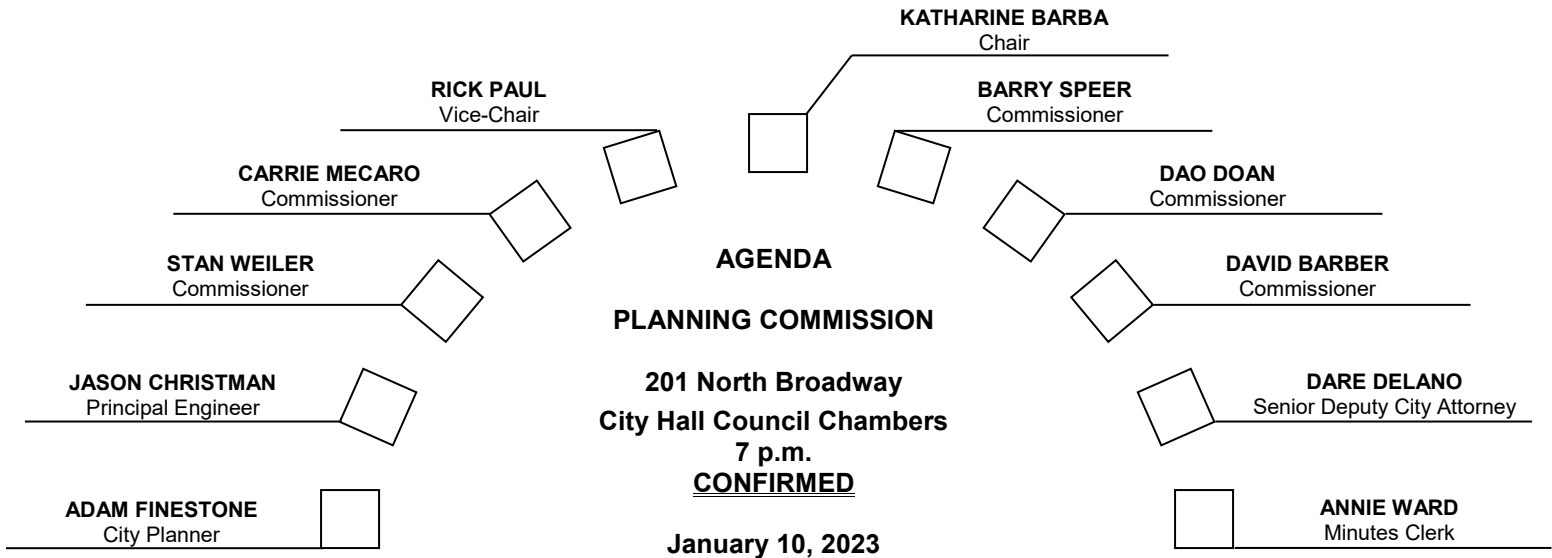 KATHARINE BARBA
Chair
RICK PAUL
Vice-Chair
BARRY SPEER
Commissioner
CARRIE MECARO
Commissioner
DAO DOAN
Commissioner
STAN WEILER
Commissioner
AGENDA
DAVID BARBER
Commissioner
PLANNING COMMISSION
JASON CHRISTMAN
Principal Engineer
201 North Broadway
City Hall Council Chambers
7 p.m.
CONFIRMED
DARE DELANO
Senior Deputy City Attorney
ADAM FINESTONE
City Planner
January 10, 2023
ANNIE WARD
Minutes Clerk